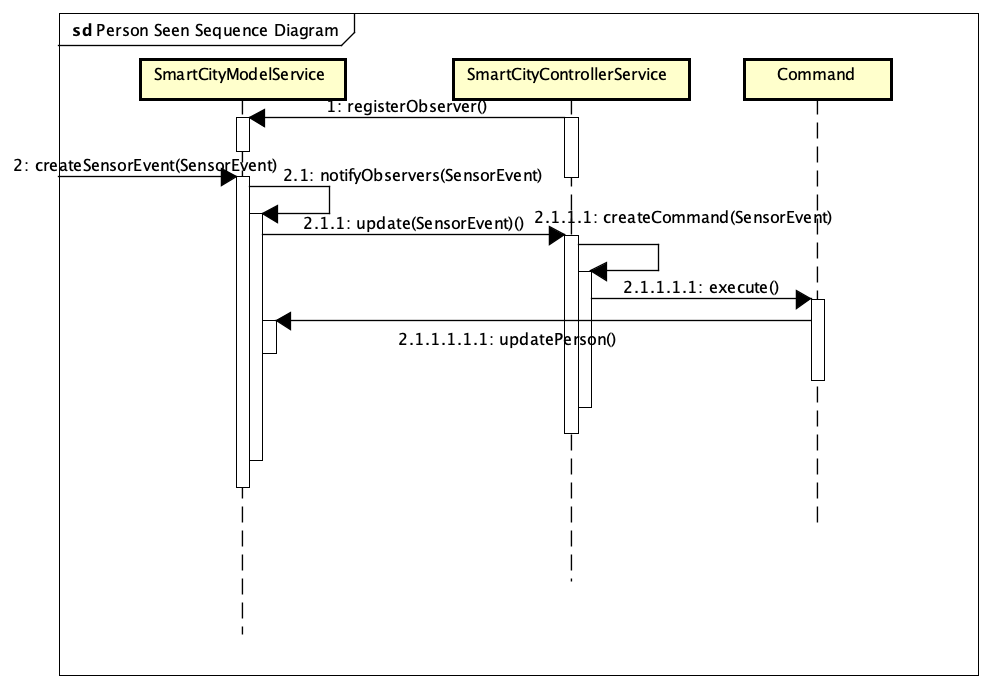 sd Person Seen Sequence Diagram
SmartCityModelService
SmartCityControllerService
Command
1: registerObserver()
2: createSensorEvent(SensorEvent)
2.1: notifyObservers(SensorEvent)
2.1.1: update(SensorEvent)()
2.1.1.1: createCommand(SensorEvent)
2.1.1.1.1: execute()
2.1.1.1.1.1: updatePerson()